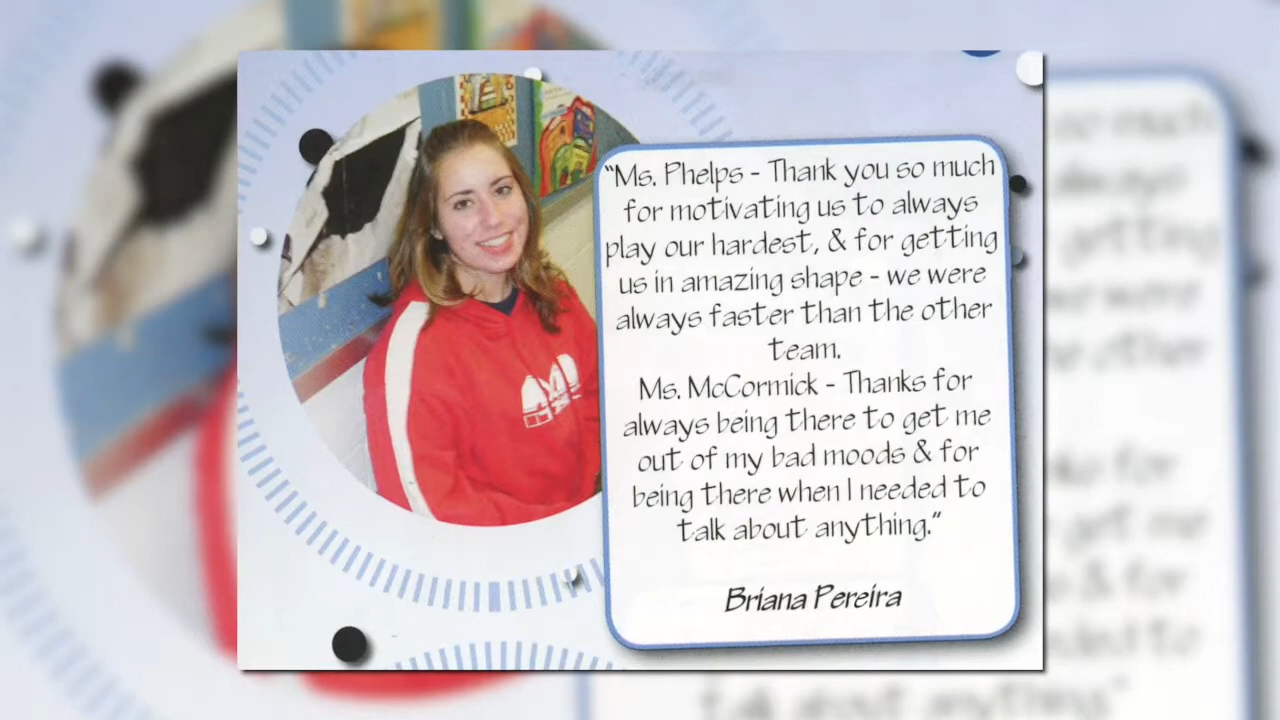 “Ms. Phelps - Thank you so much
for motivating us to always
play our hardest, & for getting
us in amazing shape - we were
always faster than the other
team.
Ms. McCormick - Thanks for
always being there to get me
out of my bad moods & for
being there when I needed to
talk about anything.”
Briana Pereira